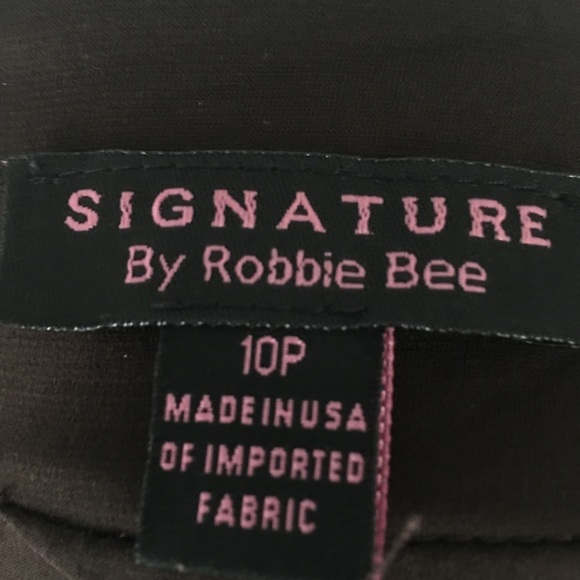 SIGNATURE
By Robbie Bee
10P
MADE IN USA
OF IMPORTED
FABRIC